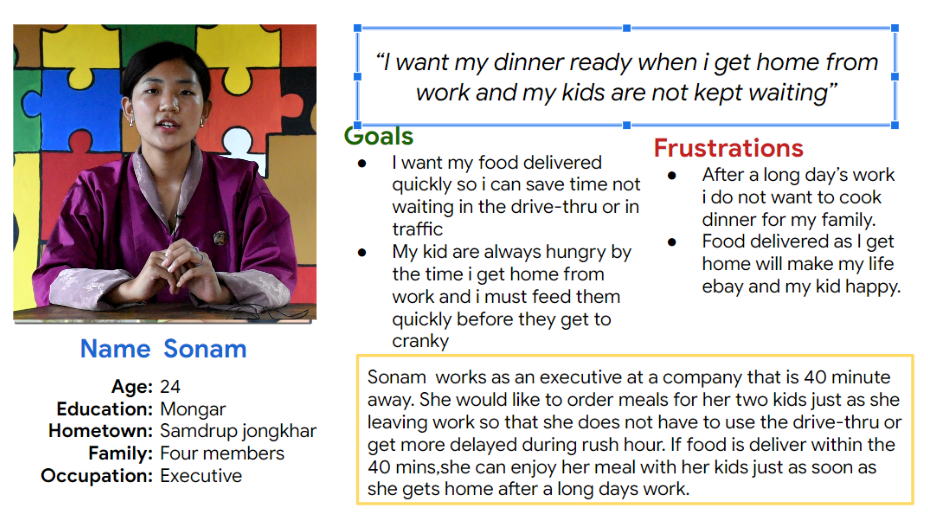 “I want my dinner ready when i get home from
work and my kids are not kept waiting”
Goals
● I want my food delivered
quickly so i can save time not
waiting in the drive-thru or in
traffic
● My kid are always hungry by
the time i get home from
work and i must feed them
quickly before they get to
cranky
Frustrations
● After a long day’s work
i do not want to cook
dinner for my family.
● Food delivered as I get
home will make my life
ebay and my kid happy.
Name Sonam
Age: 24
Education: Mongar
Hometown: Samdrup jongkhar
Family: Four members
Occupation: Executive
Sonam works as an executive at a company that is 40 minute
away. She would like to order meals for her two kids just as she
leaving work so that she does not have to use the drive-thru or
get more delayed during rush hour. If food is deliver within the
40 mins,she can enjoy her meal with her kids just as soon as
she gets home after a long days work.